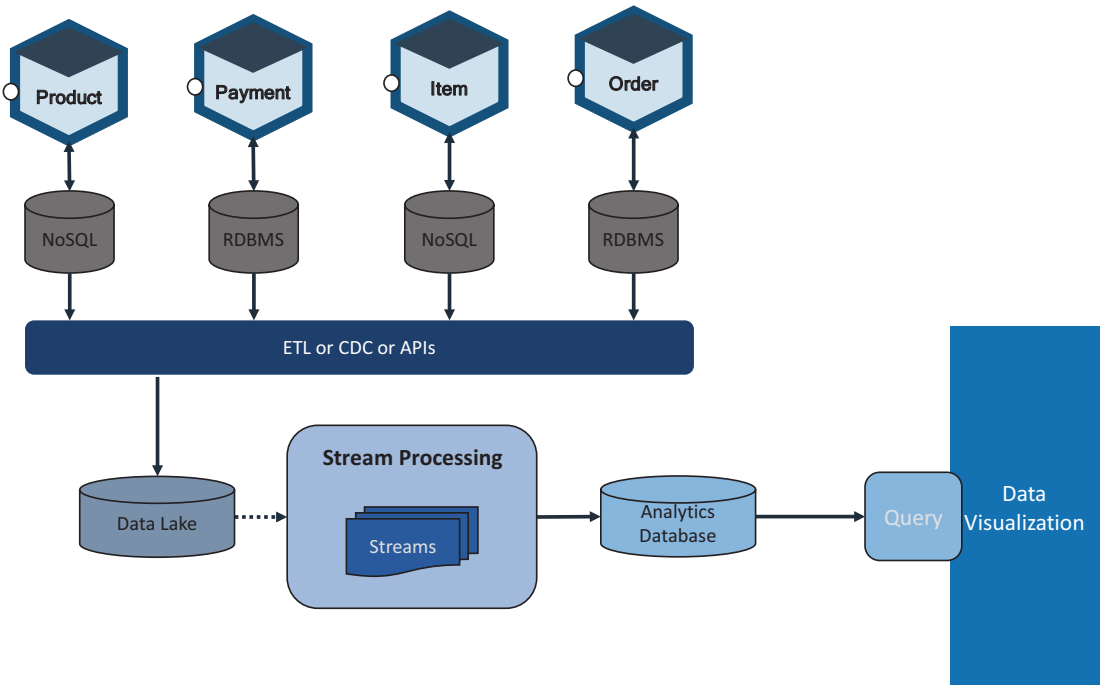 Product
Payment
Item
Order
NoSQL
RDBMS
NoSQL
RDBMS
ETL or CDC or APIs
Stream Processing
Data Lake
Streams
Analytics
Database
Query
Data
Visualization